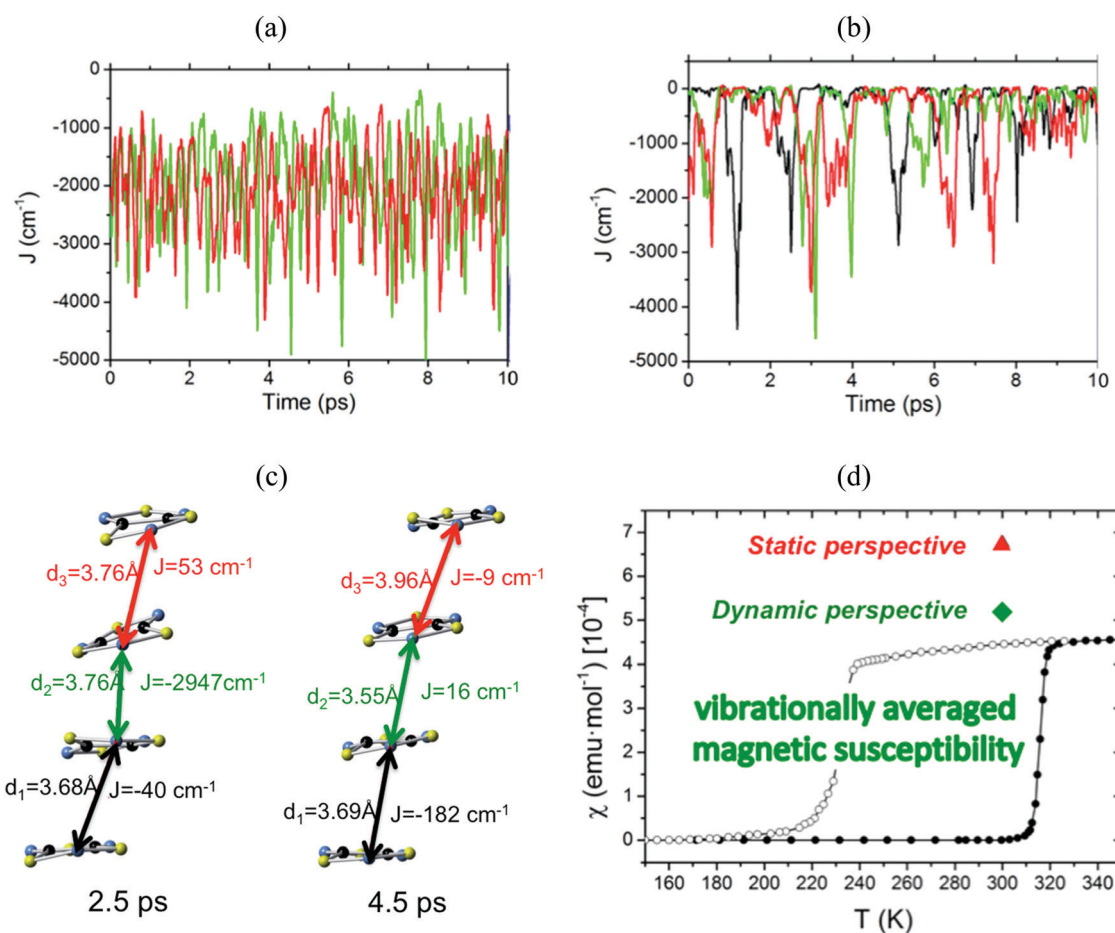 (a)
0
-1000
-2000
-3000
-4000
-5000
J (cm⁻¹)
0 2 4 6 8 10
Time (ps)
(b)
0
-1000
-2000
-3000
-4000
-5000
J (cm⁻¹)
0 2 4 6 8 10
Time (ps)
(c)
d₃=3.76Å J=53 cm⁻¹
d₂=3.76Å J=-2947cm⁻¹
d₁=3.68Å J=-40 cm⁻¹
2.5 ps
d₃=3.96Å J=-9 cm⁻¹
d₂=3.55Å J=16 cm⁻¹
d₁=3.69Å J=-182 cm⁻¹
4.5 ps
(d)
7
6
5
4
3
2
1
0
χ (emu·mol⁻¹) [10⁻⁴]
Static perspective
Dynamic perspective
vibrationally averaged
magnetic susceptibility
160 180 200 220 240 260 280 300 320 340
T (K)